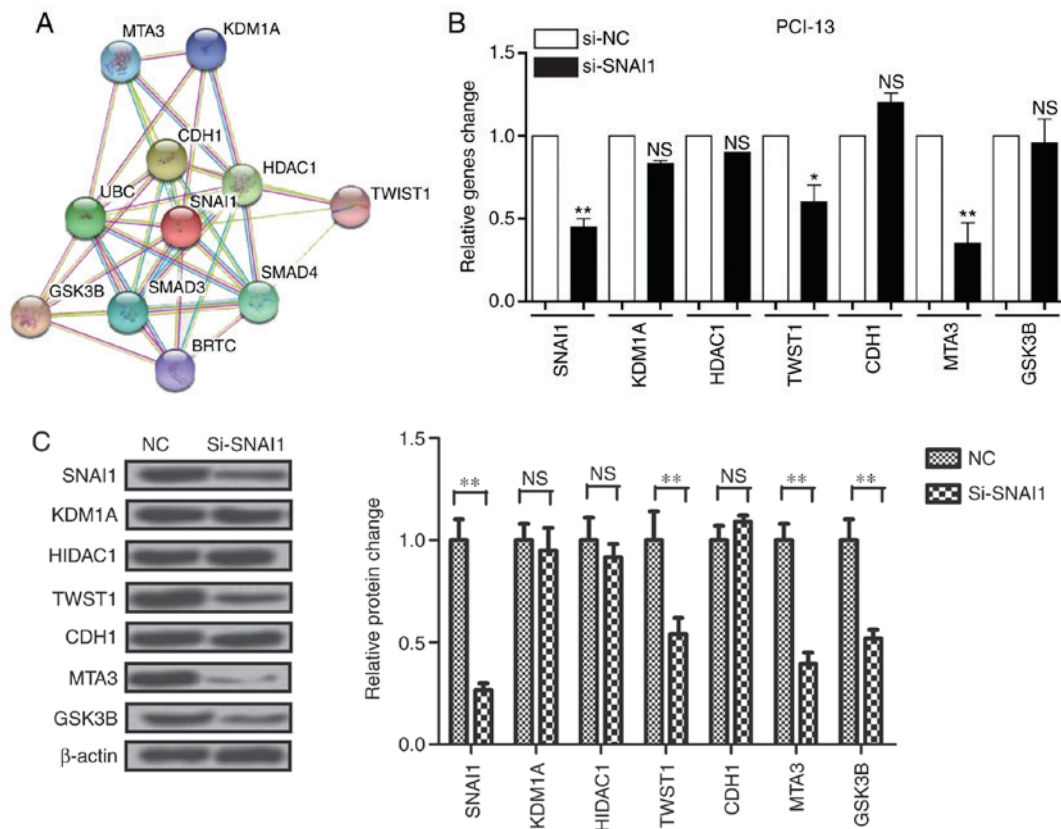 A
MTA3
KDM1A
CDH1
HDAC1
UBC
SNAI1
TWIST1
GSK3B
SMAD3
SMAD4
BRTC
B
si-NC
si-SNAI1
PCI-13
Relative genes change
1.5
1.0
0.5
0.0
**
NS
NS
*
NS
**
NS
SNAI1
KDM1A
HDAC1
TWST1
CDH1
MTA3
GSK3B
C
NC Si-SNAI1
SNAI1
KDM1A
HIDAC1
TWST1
CDH1
MTA3
GSK3B
β-actin
Relative protein change
1.5
1.0
0.5
0.0
NC
Si-SNAI1
**
NS
NS
**
NS
**
**
SNAI1
KDM1A
HIDAC1
TWST1
CDH1
MTA3
GSK3B